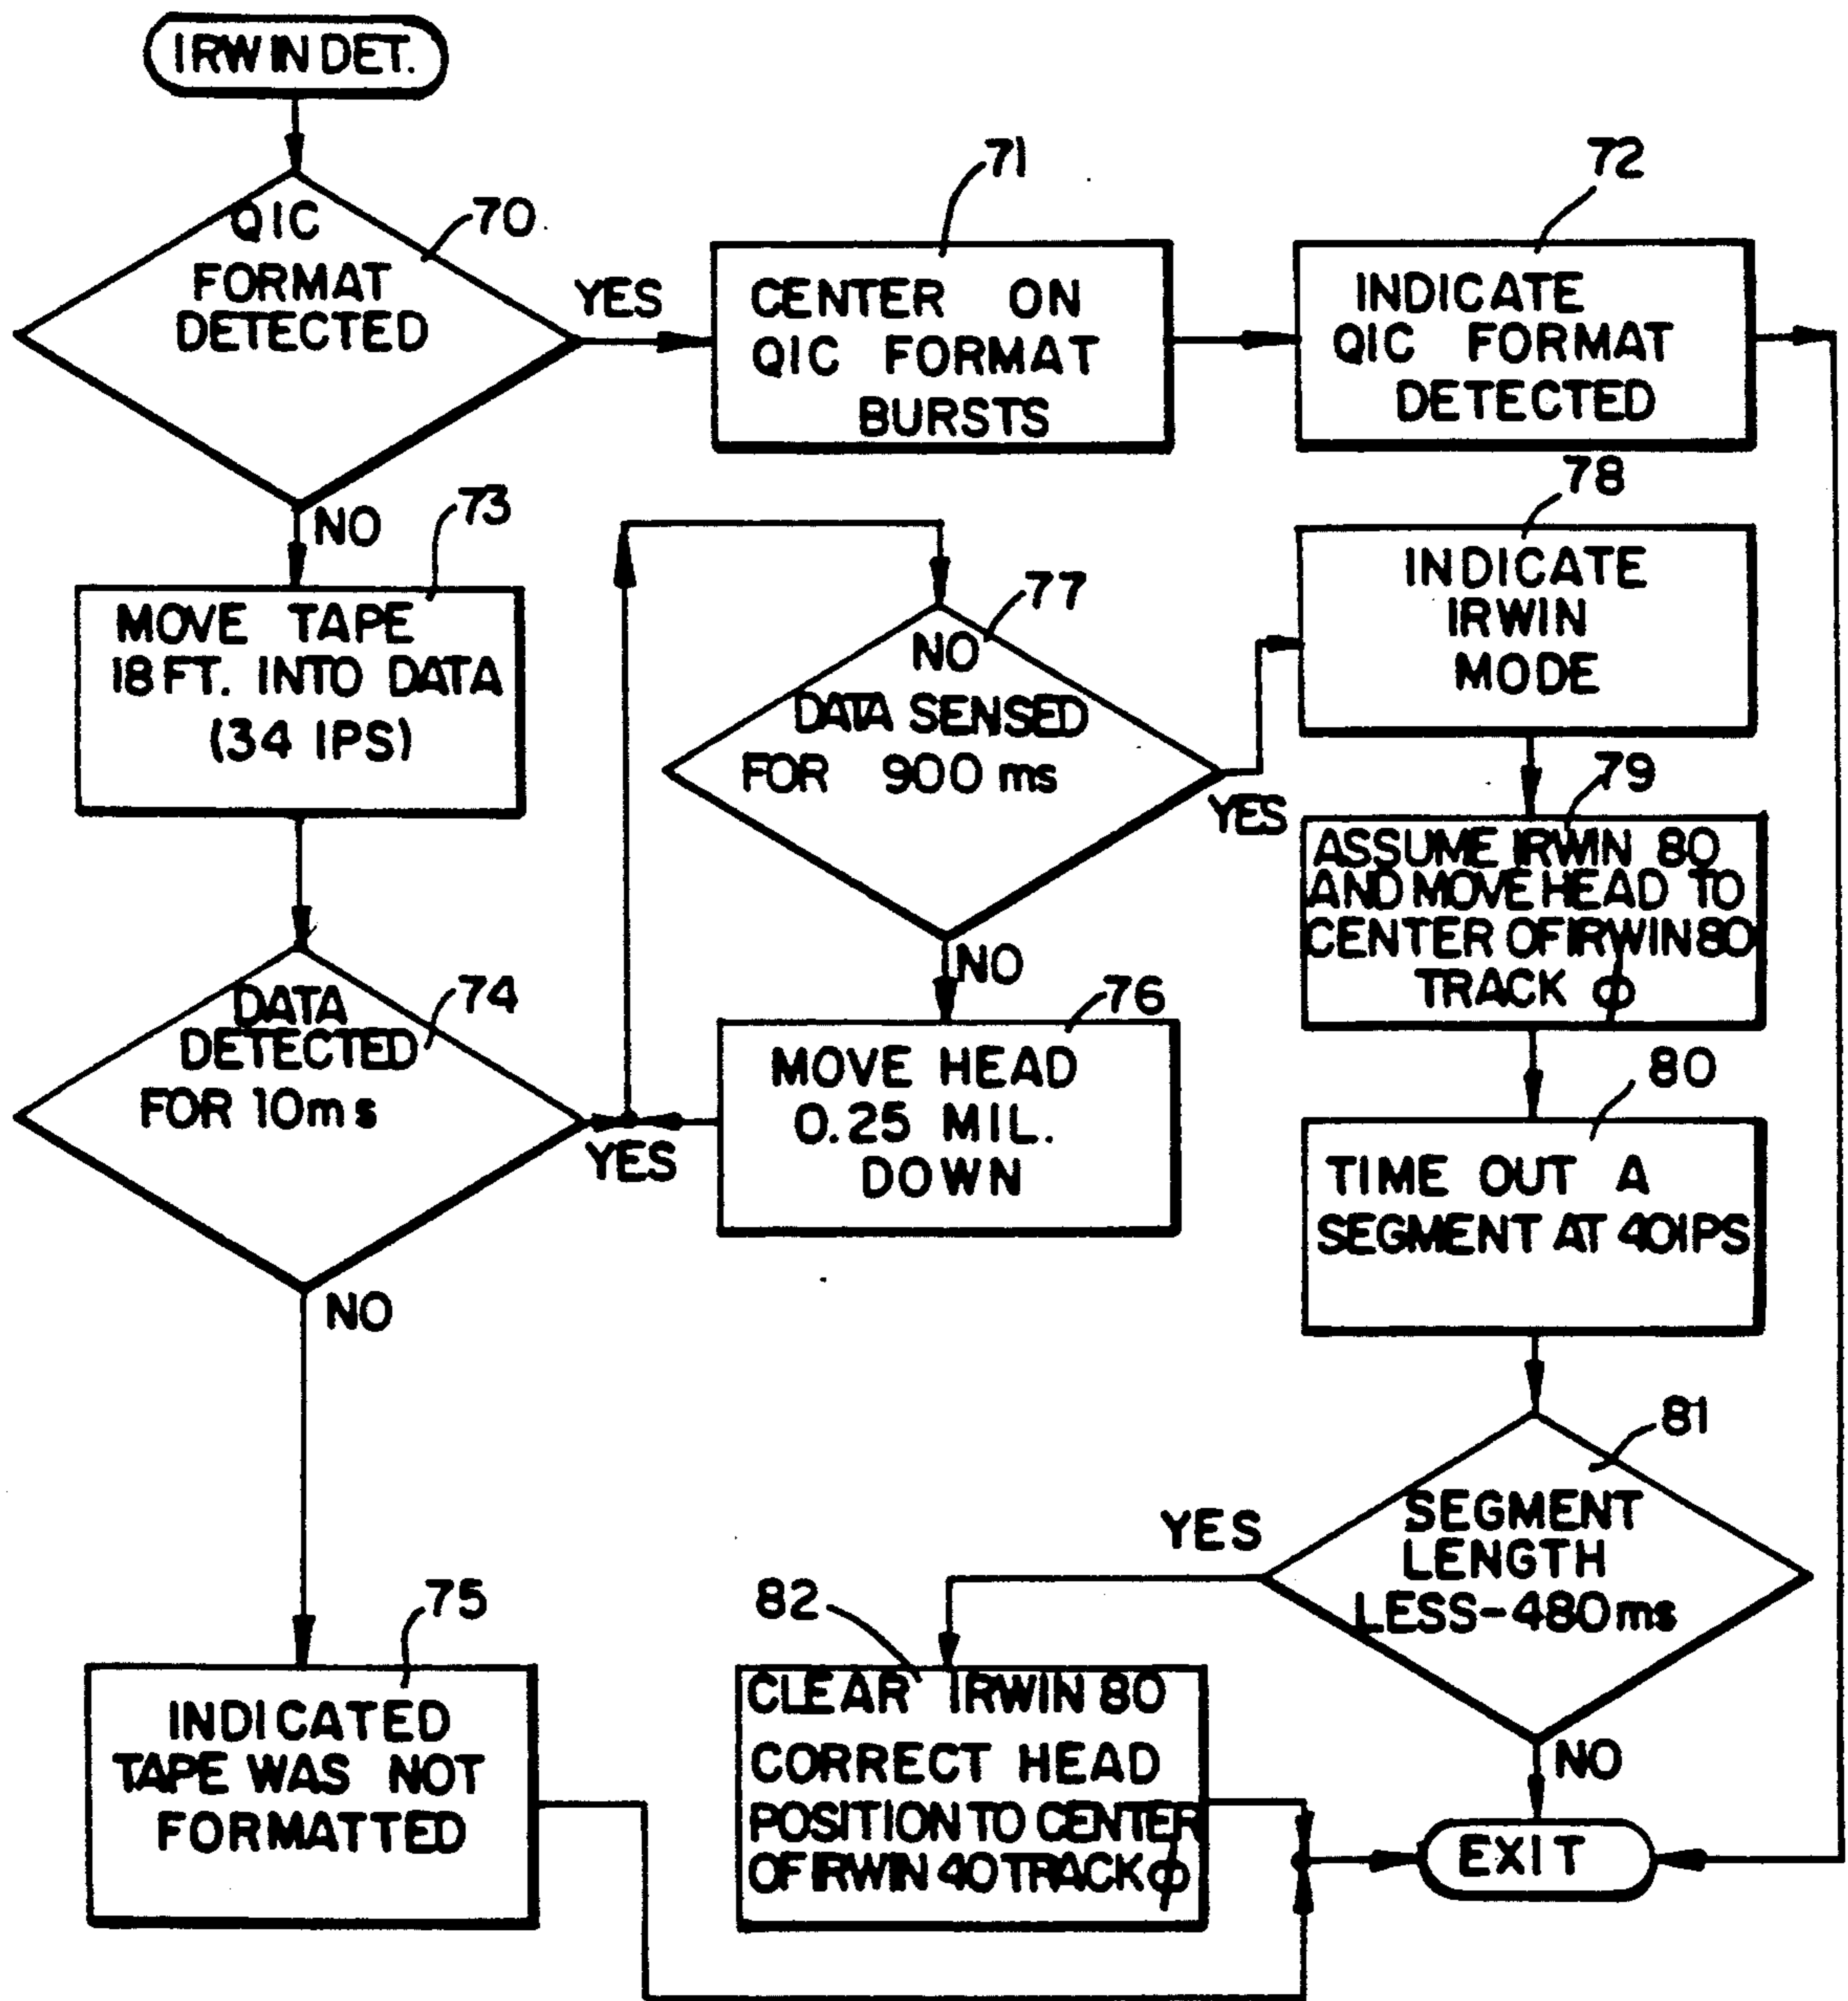 IRWIN DET.
QIC
FORMAT
DETECTED
70
YES
NO
71
CENTER ON
QIC FORMAT
BURSTS
72
INDICATE
QIC FORMAT
DETECTED
73
MOVE TAPE
18 FT. INTO DATA
(34 IPS)
74
DATA
DETECTED
FOR 10ms
YES
NO
75
INDICATED
TAPE WAS NOT
FORMATTED
77
NO
DATA SENSED
FOR 900 ms
YES
NO
76
MOVE HEAD
0.25 MIL.
DOWN
78
INDICATE
IRWIN
MODE
79
ASSUME IRWIN 80
AND MOVE HEAD TO
CENTER OF IRWIN 80
TRACK ϕ
80
TIME OUT A
SEGMENT AT 40IPS
81
SEGMENT
LENGTH
LESS-480ms
YES
NO
82
CLEAR IRWIN 80
CORRECT HEAD
POSITION TO CENTER
OF IRWIN 40 TRACK ϕ
EXIT